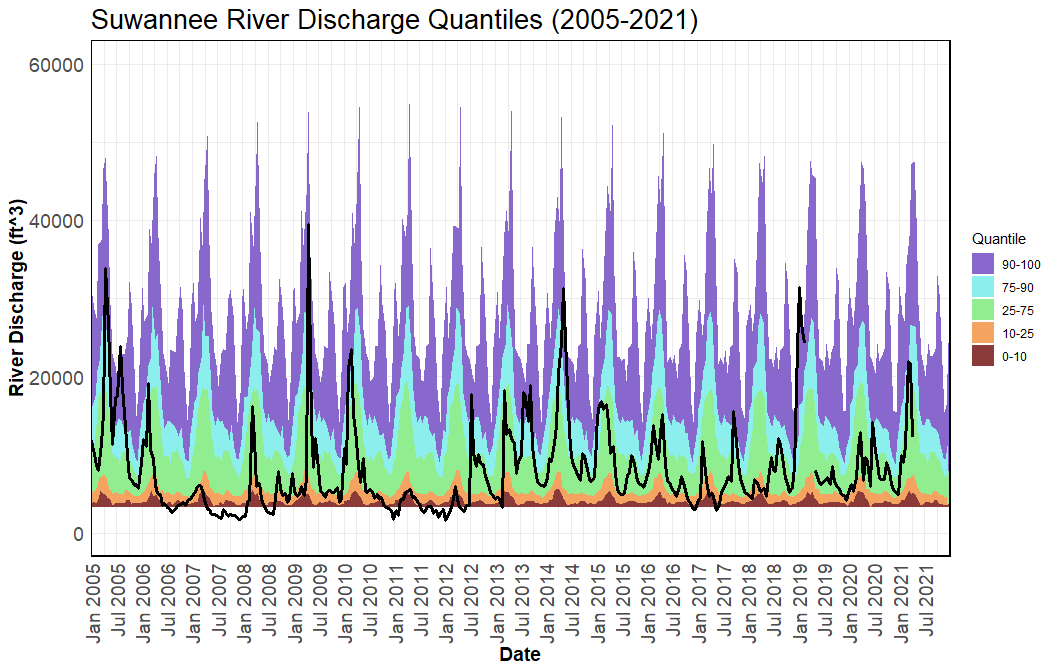 Suwannee River Discharge Quantiles (2005-2021)
River Discharge (ft^3)
60000
40000
20000
0
Jan 2005
Jul 2005
Jan 2006
Jul 2006
Jan 2007
Jul 2007
Jan 2008
Jul 2008
Jan 2009
Jul 2009
Jan 2010
Jul 2010
Jan 2011
Jul 2011
Jan 2012
Jul 2012
Jan 2013
Jul 2013
Jan 2014
Jul 2014
Jan 2015
Jul 2015
Jan 2016
Jul 2016
Jan 2017
Jul 2017
Jan 2018
Jul 2018
Jan 2019
Jul 2019
Jan 2020
Jul 2020
Jan 2021
Jul 2021
Date
Quantile
90-100
75-90
25-75
10-25
0-10